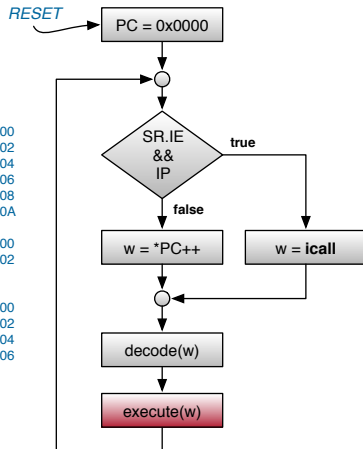 RESET
PC = 0x0000
SR.IE
&&
IP
true
false
w = *PC++
w = icall
decode(w)
execute(w)
00
02
04
06
08
0A
00
02
00
02
04
06